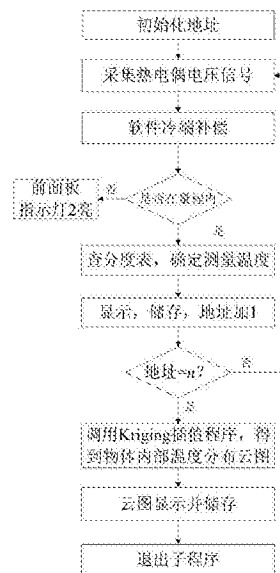 初始化地址
采集热电偶电压信号
软件冷端补偿
否
前面板
指示灯2亮
是否在量程内
是
查分度表，确定测量温度
显示，储存，地址加1
地址=n？
否
是
调用Kriging插值程序，得
到物体内部温度分布云图
云图显示并储存
退出子程序